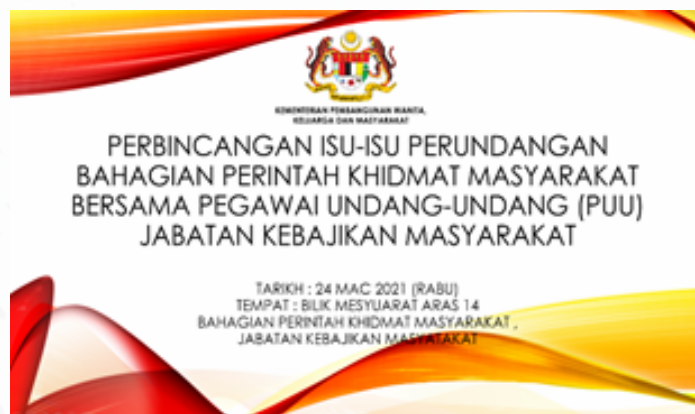 KEMENTERIAN PEMBANGUNAN WANITA,
KELUARGA DAN MASYARAKAT
PERBINCANGAN ISU-ISU PERUNDANGAN
BAHAGIAN PERINTAH KHIDMAT MASYARAKAT
BERSAMA PEGAWAI UNDANG-UNDANG (PUU)
JABATAN KEBAJIKAN MASYARAKAT
TARIKH : 24 MAC 2021 (RABU)
TEMPAT : BILIK MESYUARAT ARAS 14
BAHAGIAN PERINTAH KHIDMAT MASYARAKAT ,
JABATAN KEBAJIKAN MASYATAKAT